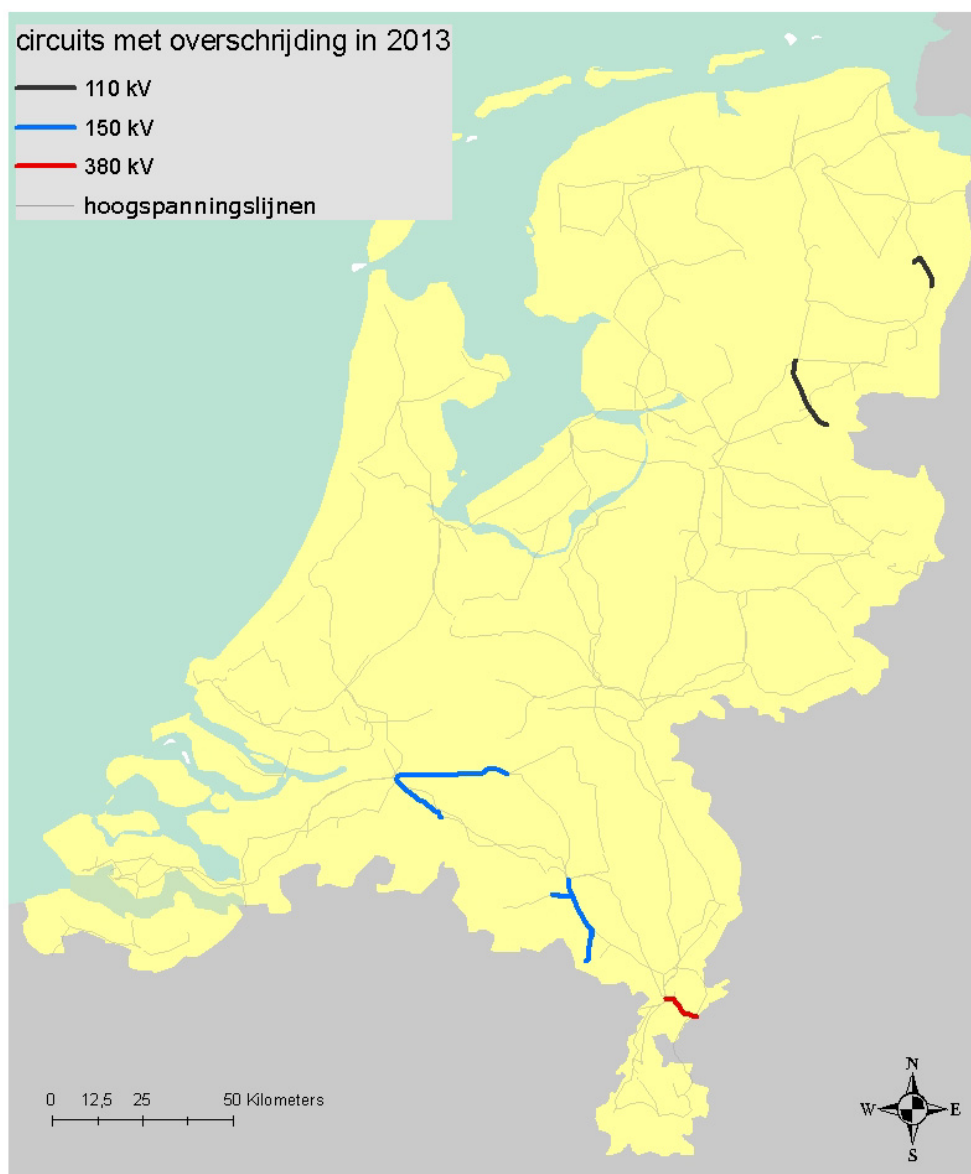 circuits met overschrijding in 2013
110 kV
150 kV
380 kV
hoogspanningslijnen
0 12,5 25 50 Kilometers
N
W E
S